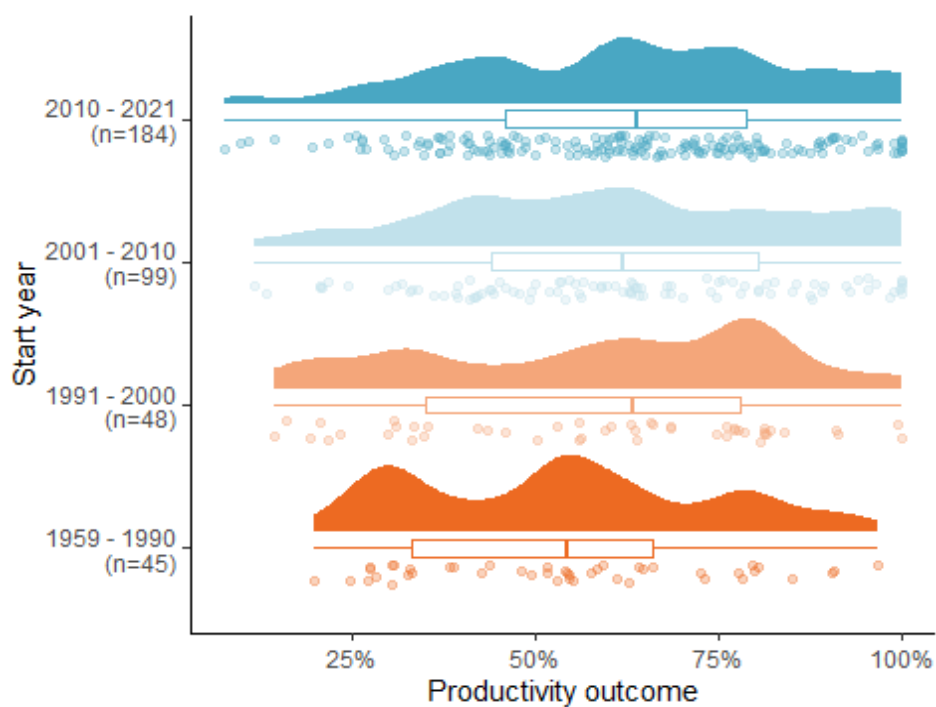 Start year
2010 - 2021
(n=184)
2001 - 2010
(n=99)
1991 - 2000
(n=48)
1959 - 1990
(n=45)
25%
50%
75%
100%
Productivity outcome